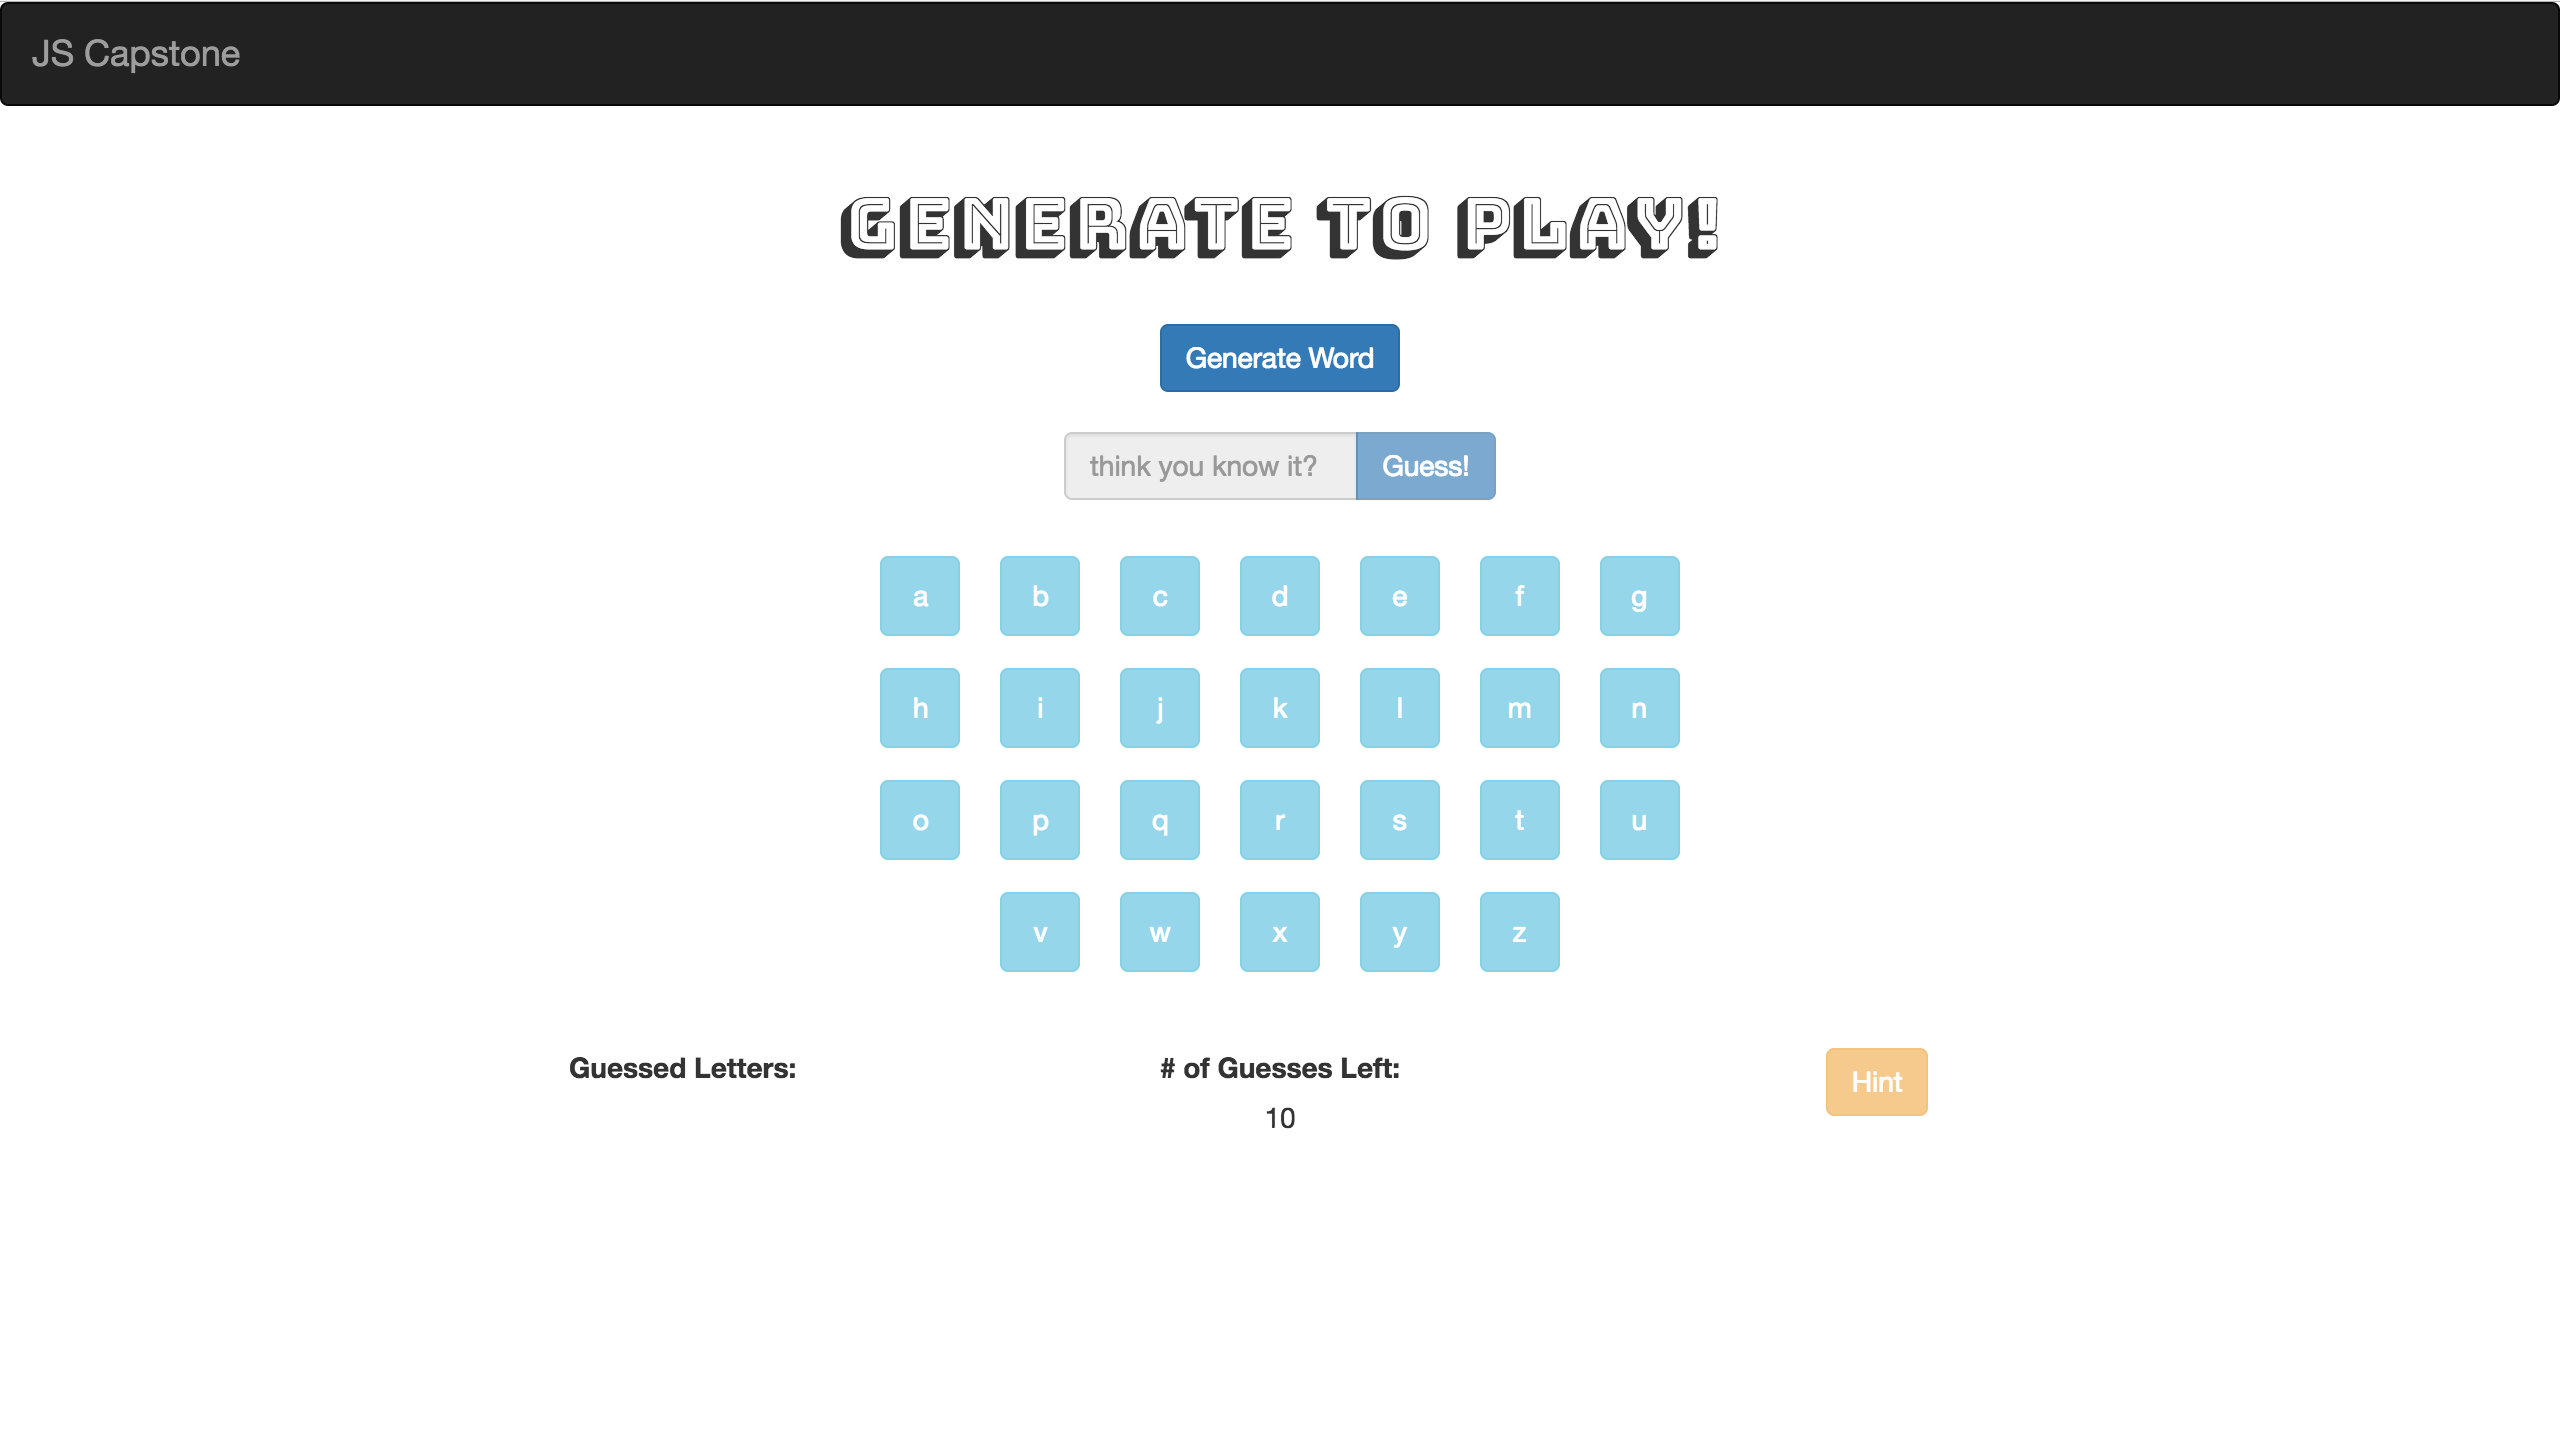 JS Capstone
GENERATE TO PLAY!
Generate Word
think you know it? Guess!
a b c d e f g
h i j k l m n
o p q r s t u
v w x y z
Guessed Letters: # of Guesses Left: Hint
10